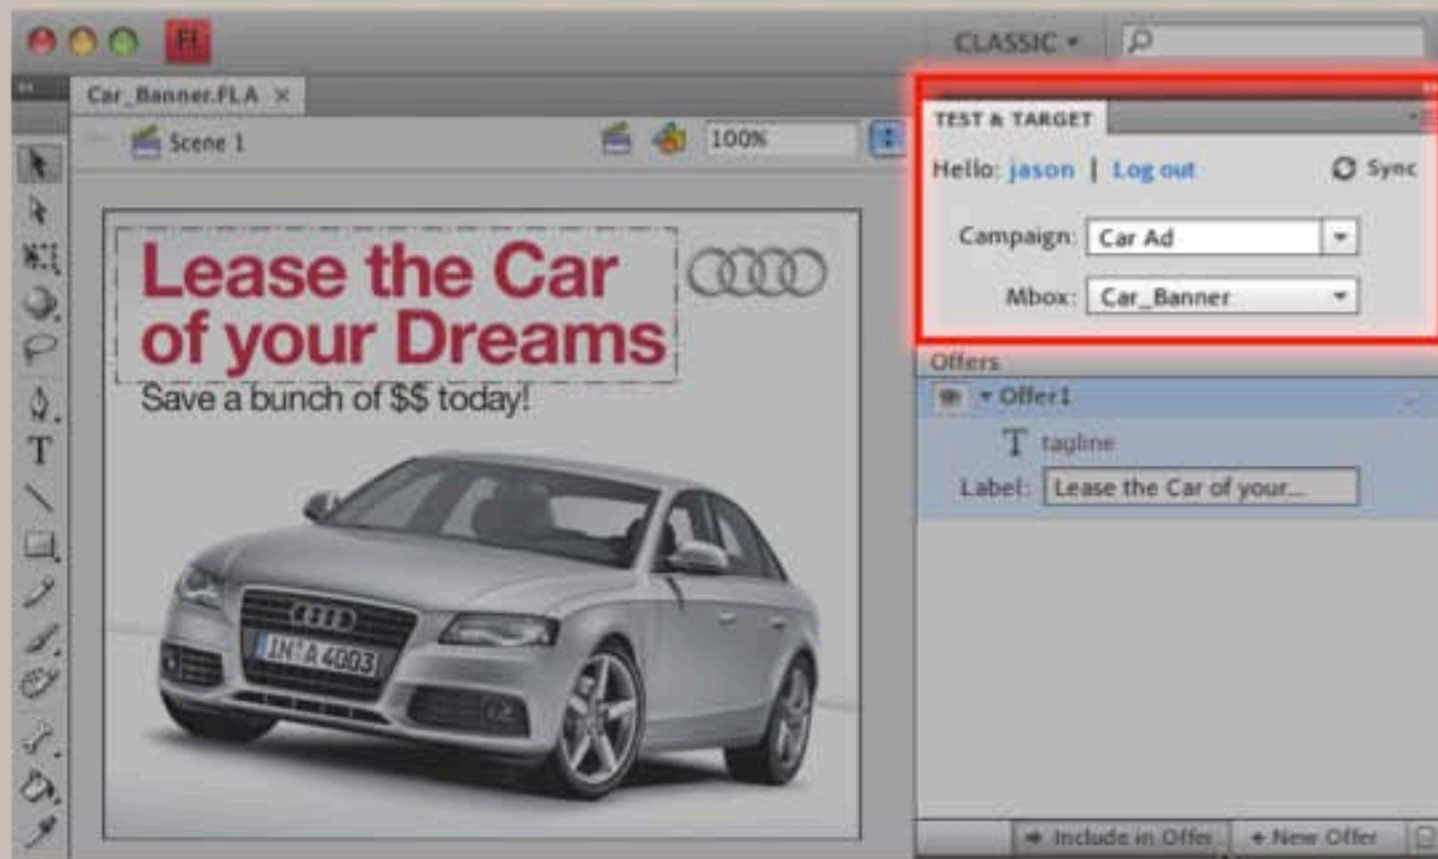 FL
CLASSIC
Car_Banner.FLA ×
Scene 1
100%
TEST & TARGET
Hello: jason | Log out
Sync
Campaign: Car Ad
Mbox: Car_Banner
Lease the Car
of your Dreams
Save a bunch of $$ today!
IN A 4003
Offers
Offer1
T tagline
Label: Lease the Car of your...
T
Include in Offer
+ New Offer